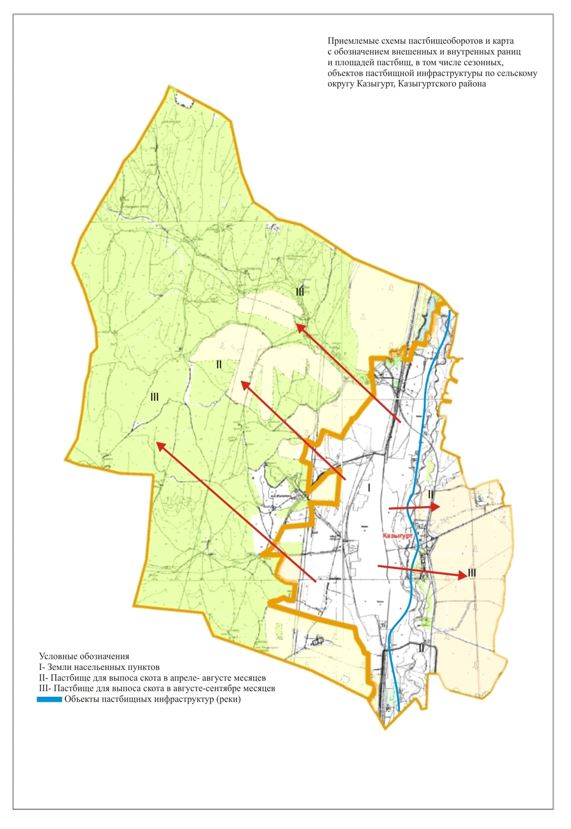 Приемлемые схемы пастбищеоборотов и карта
с обозначением внешенных и внутренных раниц
и площадей пастбищ, в том числе сезонных,
объектов пастбищной инфраструктуры по сельскому
округу Казыгурт, Казыгуртского района
III
II
III
I
II
Казыгурт
III
II
Условные обозначения
I- Земли населенных пунктов
II- Пастбище для выпоса скота в апреле- августе месяцев
III- Пастбище для выпоса скота в августе-сентябре месяцев
Объекты пастбищных инфраструктур (реки)